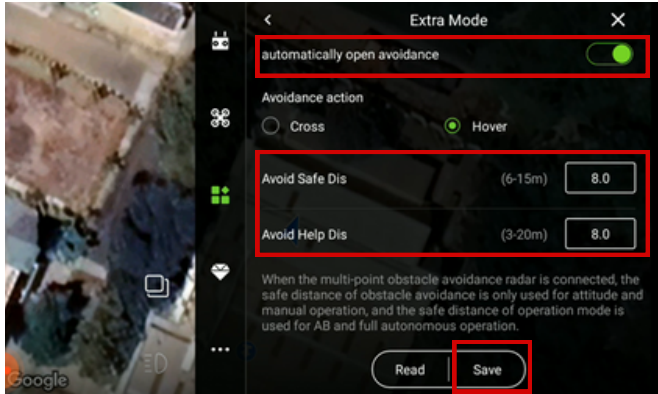 Extra Mode
automatically open avoidance
Avoidance action
Cross Hover
Avoid Safe Dis (6-15m) 8.0
Avoid Help Dis (3-20m) 8.0
When the multi-point obstacle avoidance radar is connected, the
safe distance of obstacle avoidance is only used for attitude and
manual operation, and the safe distance of operation mode is
used for AB and full autonomous operation.
Read Save
Google